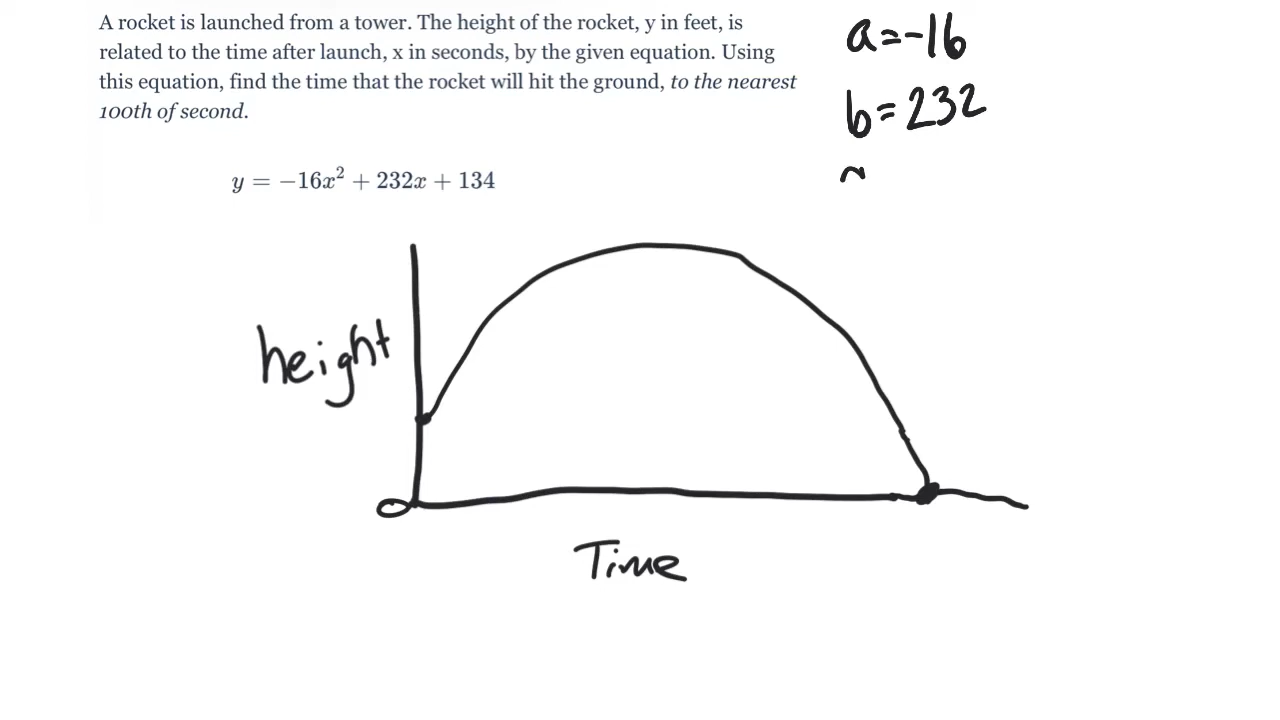 A rocket is launched from a tower. The height of the rocket, y in feet, is
related to the time after launch, x in seconds, by the given equation. Using
this equation, find the time that the rocket will hit the ground, to the nearest
100th of second.
y = −16x² + 232x + 134
a=-16
b=232
height
0
Time